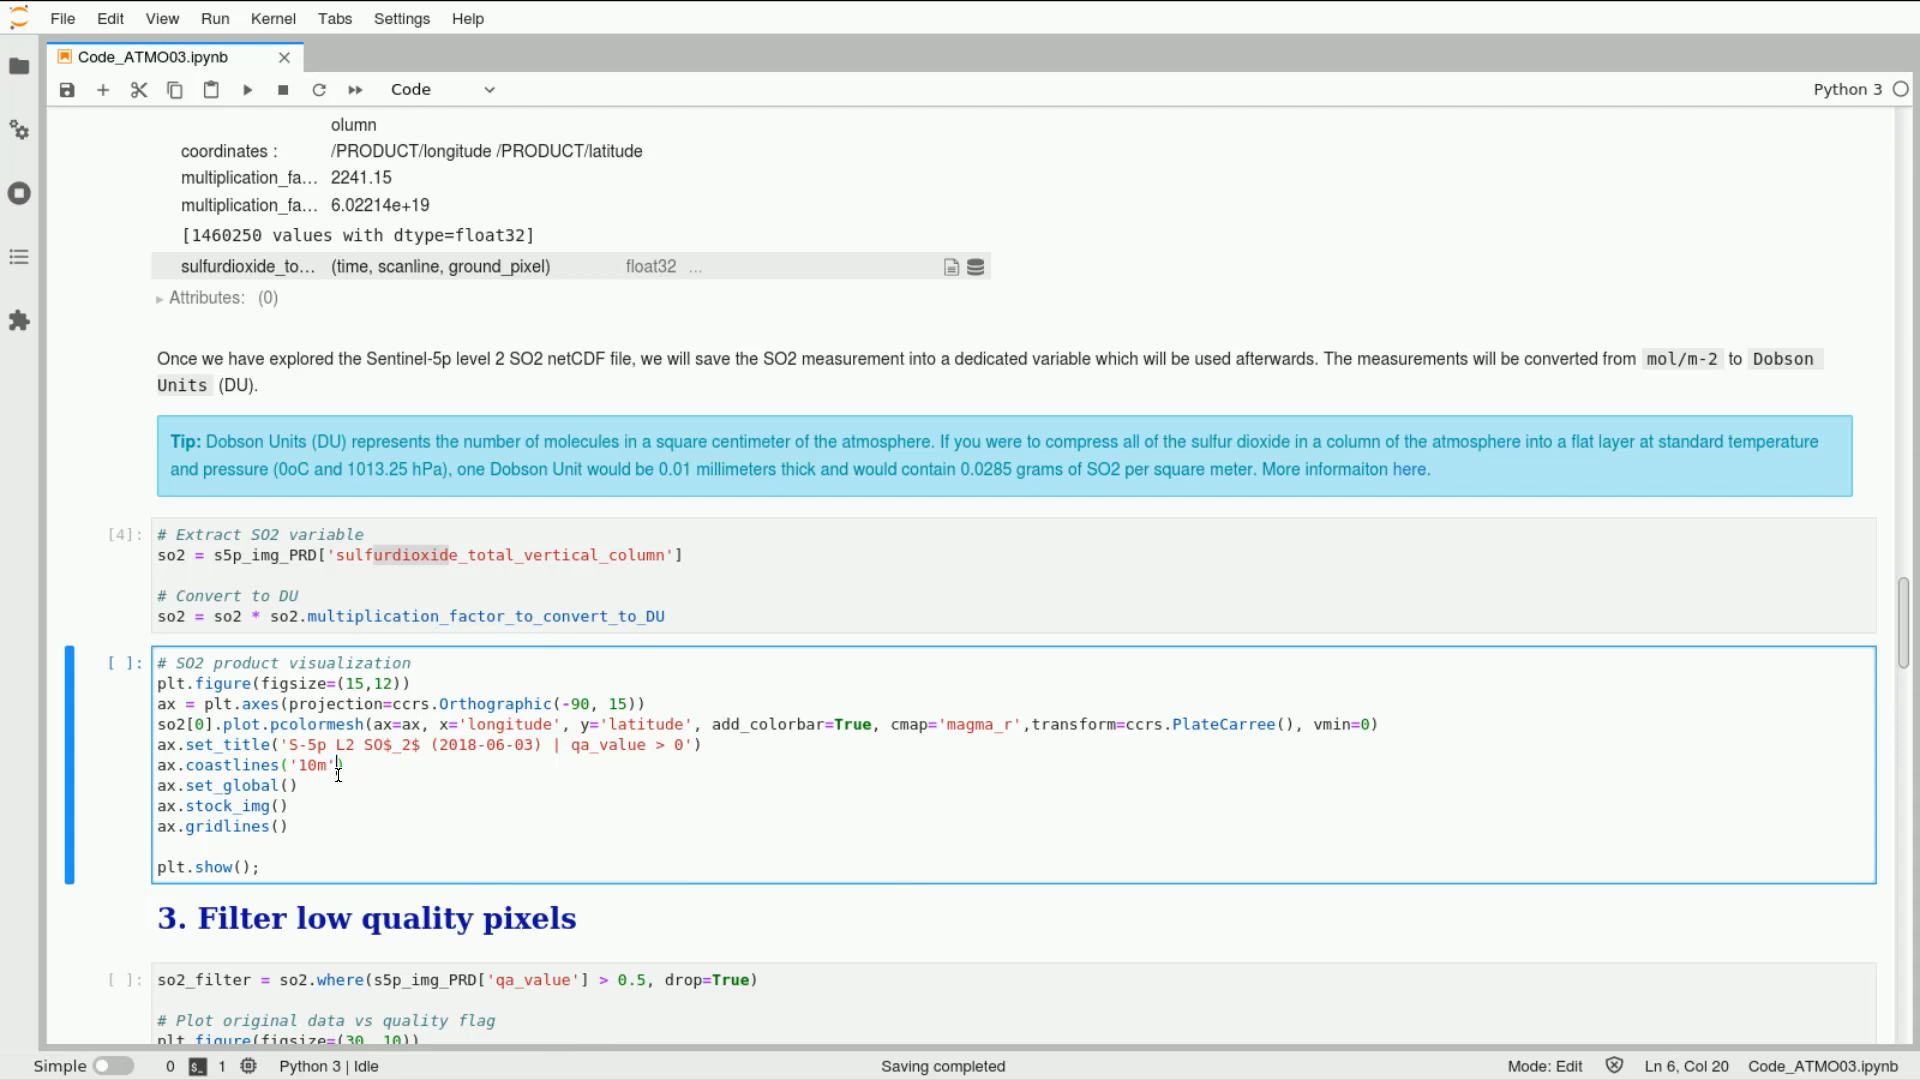 File Edit View Run Kernel Tabs Settings Help
Code_ATMO03.ipynb
Code
Python 3
olumn
coordinates : /PRODUCT/longitude /PRODUCT/latitude
multiplication_fa... 2241.15
multiplication_fa... 6.02214e+19
[1460250 values with dtype=float32]
sulfurdioxide_to... (time, scanline, ground_pixel) float32 ...
Attributes: (0)
Once we have explored the Sentinel-5p level 2 SO2 netCDF file, we will save the SO2 measurement into a dedicated variable which will be used afterwards. The measurements will be converted from mol/m-2 to Dobson
Units (DU).
Tip: Dobson Units (DU) represents the number of molecules in a square centimeter of the atmosphere. If you were to compress all of the sulfur dioxide in a column of the atmosphere into a flat layer at standard temperature
and pressure (0oC and 1013.25 hPa), one Dobson Unit would be 0.01 millimeters thick and would contain 0.0285 grams of SO2 per square meter. More informaiton here.
[4]: # Extract SO2 variable
so2 = s5p_img_PRD['sulfurdioxide_total_vertical_column']
# Convert to DU
so2 = so2 * so2.multiplication_factor_to_convert_to_DU
[ ]: # SO2 product visualization
plt.figure(figsize=(15,12))
ax = plt.axes(projection=ccrs.Orthographic(-90, 15))
so2[0].plot.pcolormesh(ax=ax, x='longitude', y='latitude', add_colorbar=True, cmap='magma_r',transform=ccrs.PlateCarree(), vmin=0)
ax.set_title('S-5p L2 SO$_2$ (2018-06-03) | qa_value > 0')
ax.coastlines('10m')
ax.set_global()
ax.stock_img()
ax.gridlines()
plt.show();
3. Filter low quality pixels
[ ]: so2_filter = so2.where(s5p_img_PRD['qa_value'] > 0.5, drop=True)
# Plot original data vs quality flag
plt.figure(figsize=(30, 10))
Simple 0 $_ 1 Python 3 | Idle Saving completed Mode: Edit Ln 6, Col 20 Code_ATMO03.ipynb